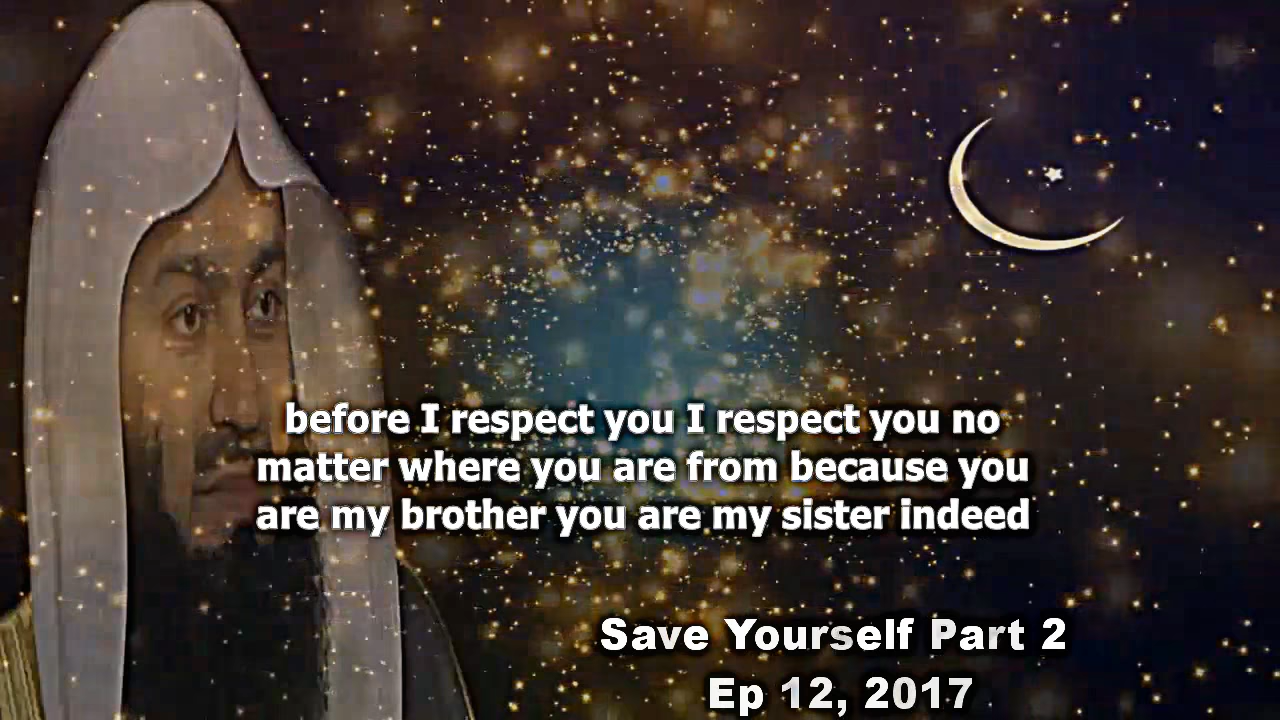 before I respect you I respect you no
matter where you are from because you
are my brother you are my sister indeed
Save Yourself Part 2
Ep 12, 2017